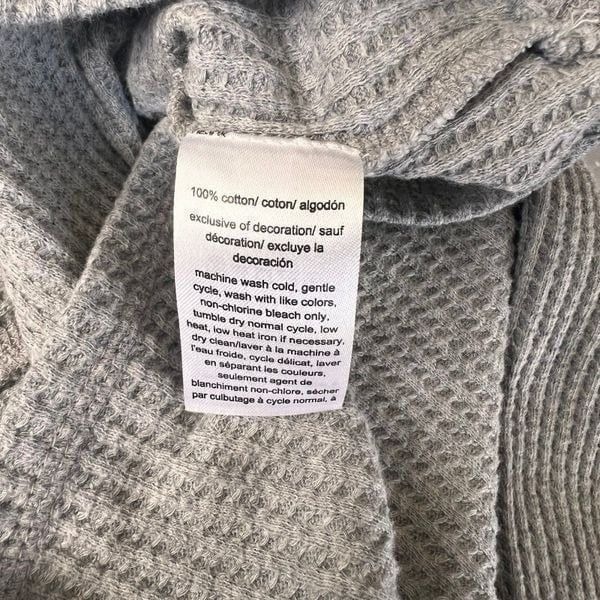 100% cotton/ coton/ algodón
exclusive of decoration/ sauf
décoration/ excluye la
decoración
machine wash cold, gentle
cycle, wash with like colors,
non-chlorine bleach only,
tumble dry normal cycle, low
heat, low heat iron if necessary.
dry clean/laver à la machine à
l'eau froide, cycle délicat, laver
en séparant les couleurs,
seulement agent de
blanchiment non-chlore, sécher
par culbutage à cycle normal, à